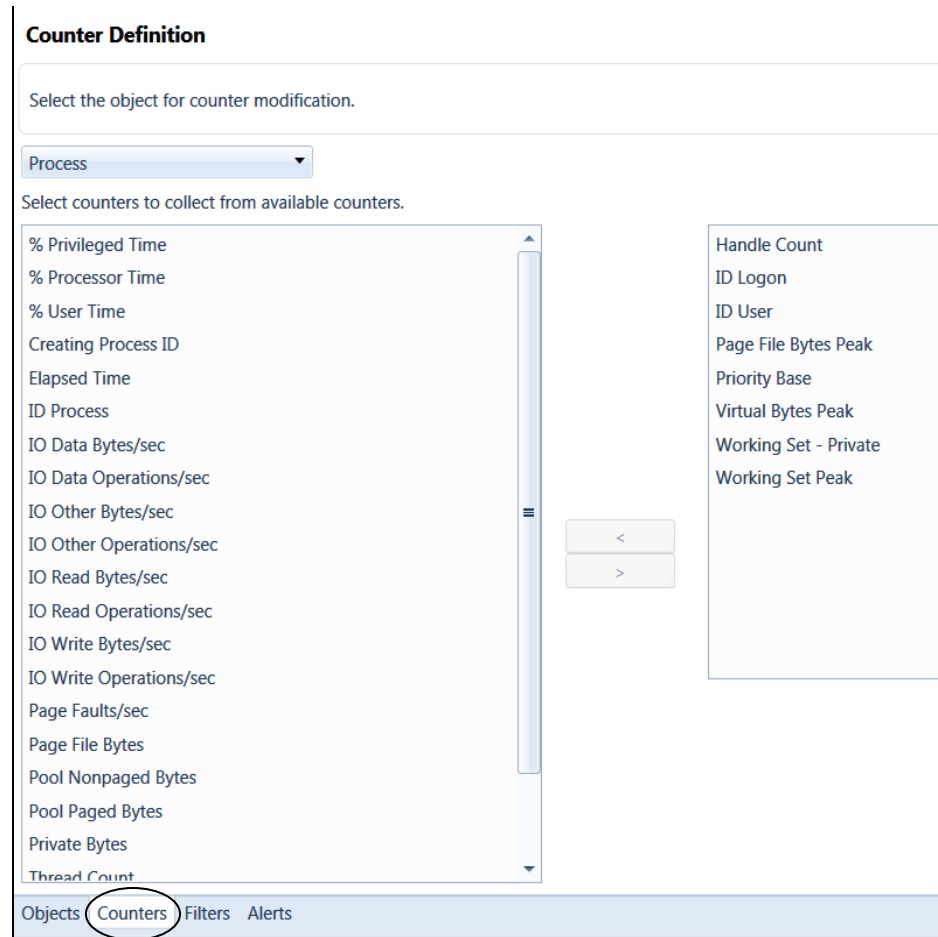 Counter Definition
Select the object for counter modification.
Process
Select counters to collect from available counters.
% Privileged Time
% Processor Time
% User Time
Creating Process ID
Elapsed Time
ID Process
IO Data Bytes/sec
IO Data Operations/sec
IO Other Bytes/sec
IO Other Operations/sec
IO Read Bytes/sec
IO Read Operations/sec
IO Write Bytes/sec
IO Write Operations/sec
Page Faults/sec
Page File Bytes
Pool Nonpaged Bytes
Pool Paged Bytes
Private Bytes
Thread Count
<
>
Handle Count
ID Logon
ID User
Page File Bytes Peak
Priority Base
Virtual Bytes Peak
Working Set - Private
Working Set Peak
Objects Counters Filters Alerts